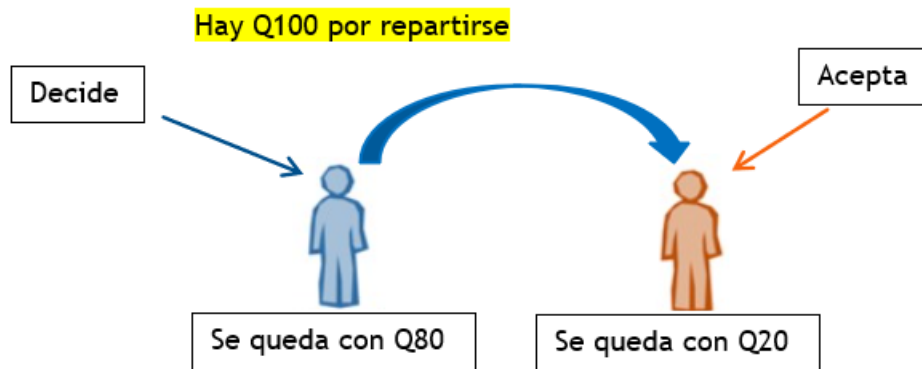 Hay Q100 por repartirse
Decide
Acepta
Se queda con Q80
Se queda con Q20